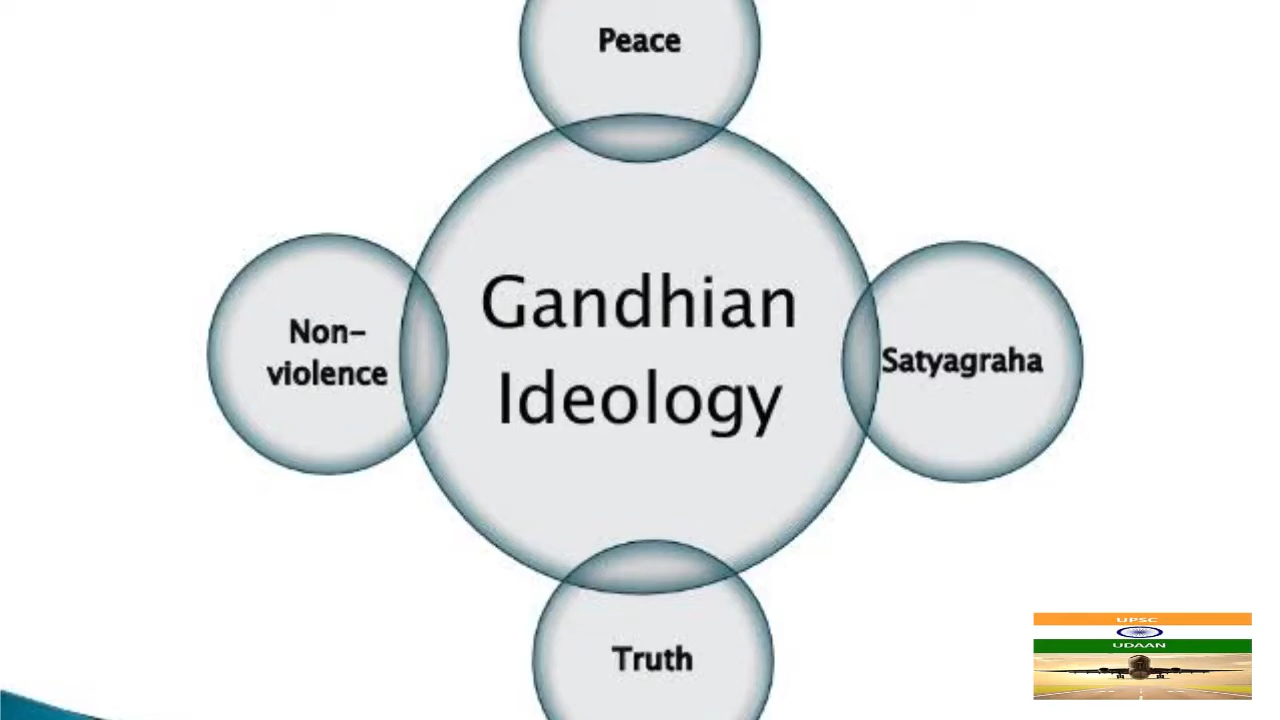 Peace
Gandhian
Ideology
Non-
violence
Satyagraha
Truth
UPSC
UDAAN